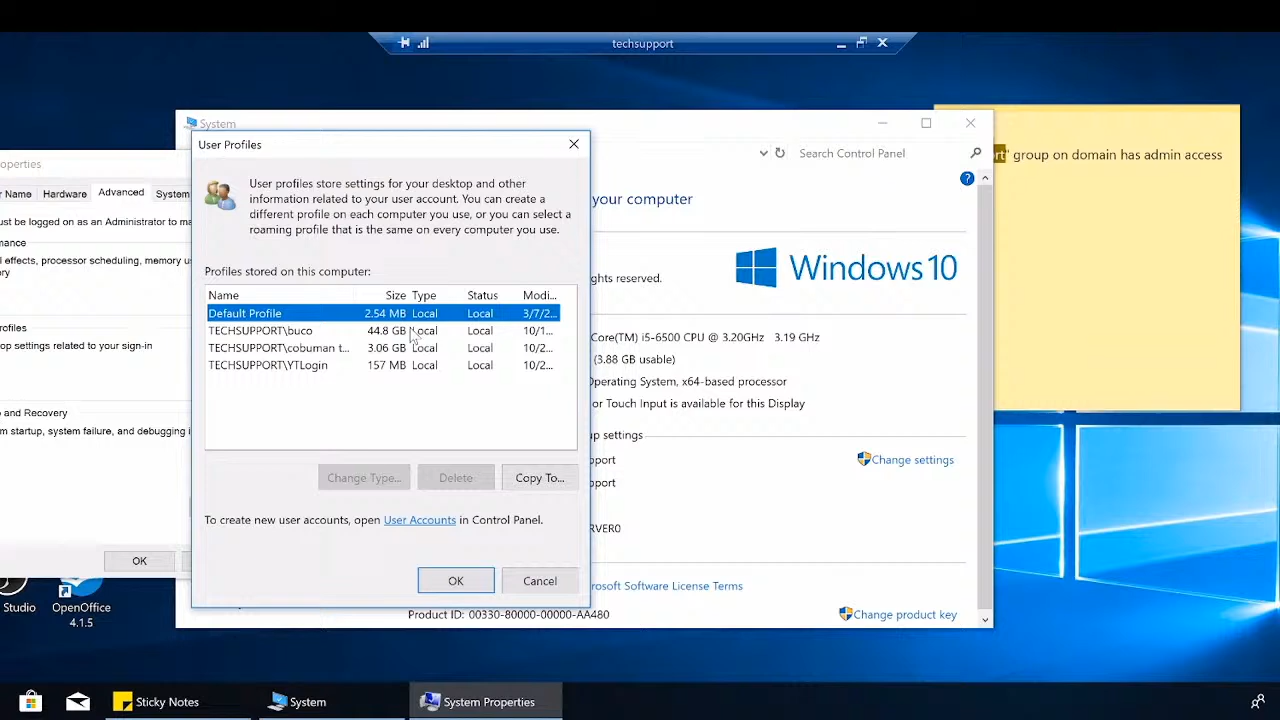 techsupport
System
User Profiles
operties
Search Control Panel
rt" group on domain has admin access
User profiles store settings for your desktop and other
information related to your user account. You can create a
different profile on each computer you use, or you can select a
roaming profile that is the same on every computer you use.
Name Hardware Advanced System
your computer
ust be logged on as an Administrator to ma
mance
al effects, processor scheduling, memory us
ory
Profiles stored on this computer:
ghts reserved.
Windows 10
Name Size Type Status Modi...
Default Profile 2.54 MB Local Local 3/7/2...
TECHSUPPORT\buco 44.8 GB Local Local 10/1...
TECHSUPPORT\cobuman t... 3.06 GB Local Local 10/2...
TECHSUPPORT\YTLogin 157 MB Local Local 10/2...
rofiles
op settings related to your sign-in
Core(TM) i5-6500 CPU @ 3.20GHz 3.19 GHz
(3.88 GB usable)
Operating System, x64-based processor
or Touch Input is available for this Display
p and Recovery
m startup, system failure, and debugging i
up settings
pport
Change settings
pport
Change Type... Delete Copy To...
To create new user accounts, open User Accounts in Control Panel.
RVER0
OK
OK Cancel
rosoft Software License Terms
Product ID: 00330-80000-00000-AA480
Change product key
Studio
OpenOffice
4.1.5
Sticky Notes
System
System Properties